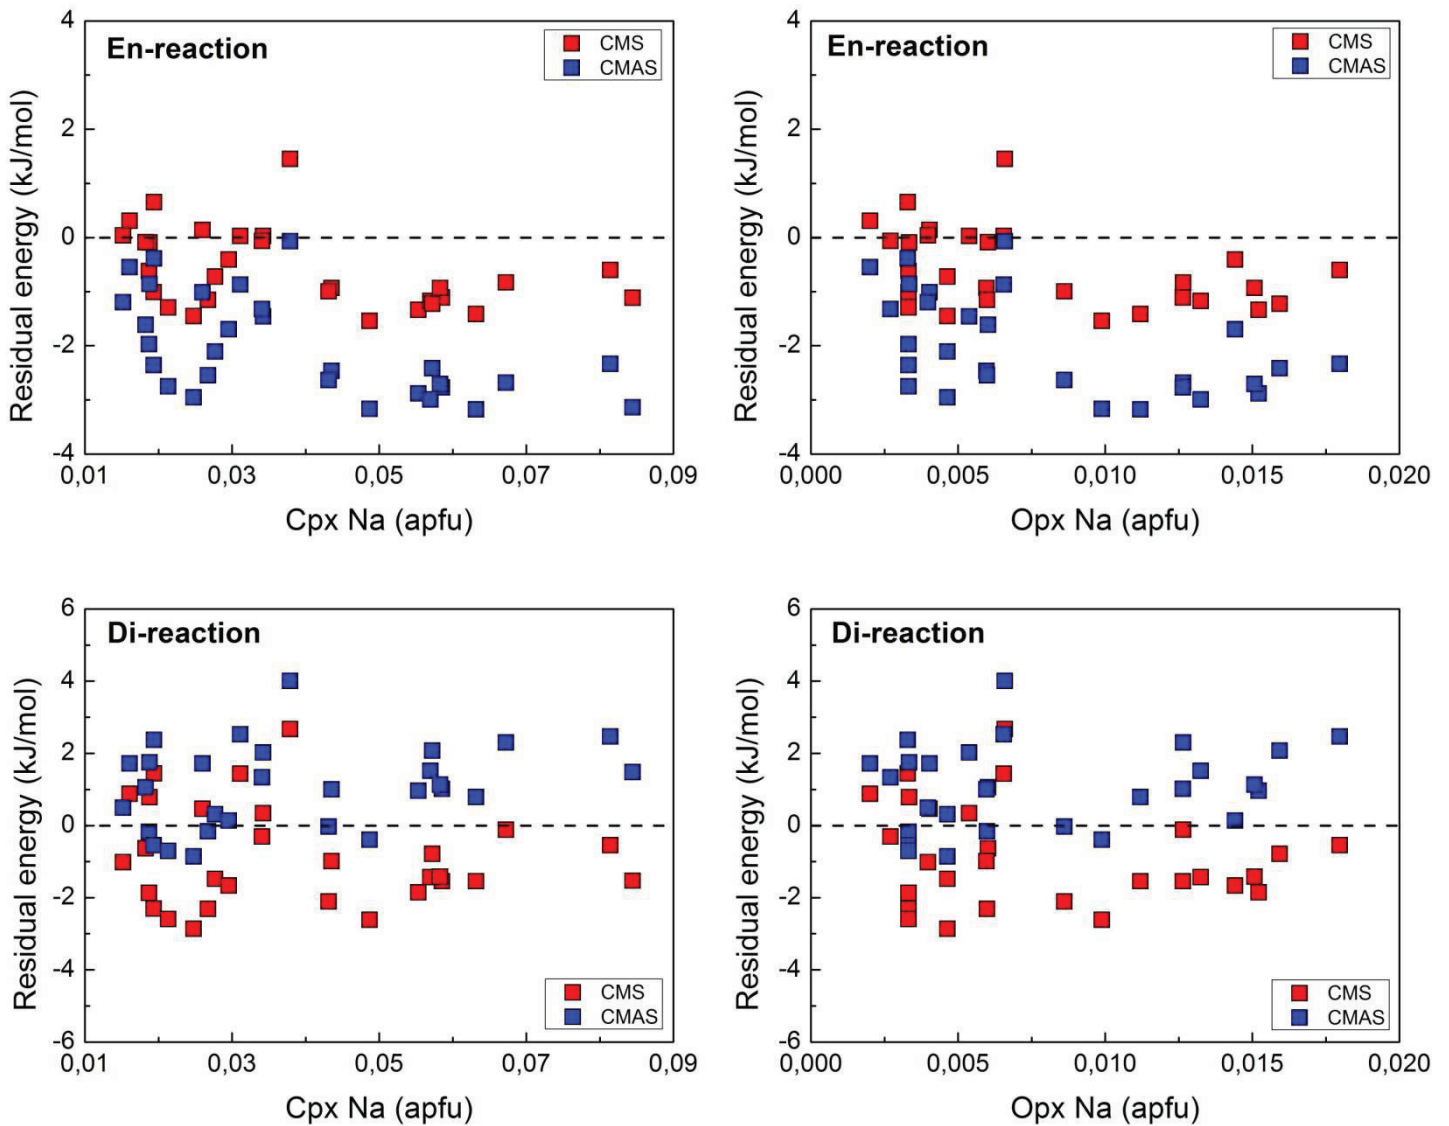 En-reaction
CMS
CMAS
Residual energy (kJ/mol)
4
2
0
-2
-4
0,01
0,03
0,05
0,07
0,09
Cpx Na (apfu)
En-reaction
CMS
CMAS
Residual energy (kJ/mol)
4
2
0
-2
-4
0,000
0,005
0,010
0,015
0,020
Opx Na (apfu)
Di-reaction
Residual energy (kJ/mol)
6
4
2
0
-2
-4
-6
CMS
CMAS
0,01
0,03
0,05
0,07
0,09
Cpx Na (apfu)
Di-reaction
Residual energy (kJ/mol)
6
4
2
0
-2
-4
-6
CMS
CMAS
0,000
0,005
0,010
0,015
0,020
Opx Na (apfu)